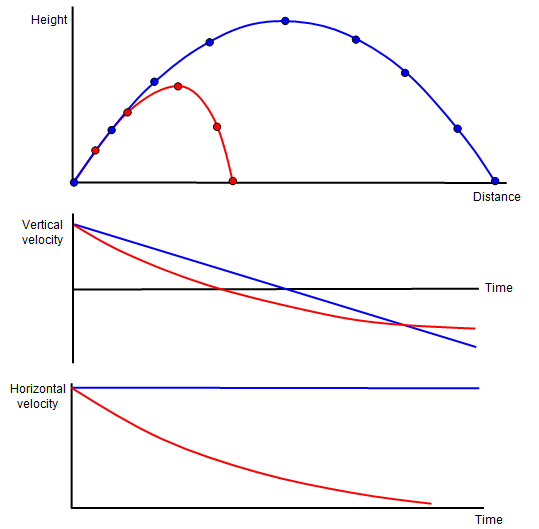 Height
Distance
Vertical
velocity
Time
Horizontal
velocity
Time